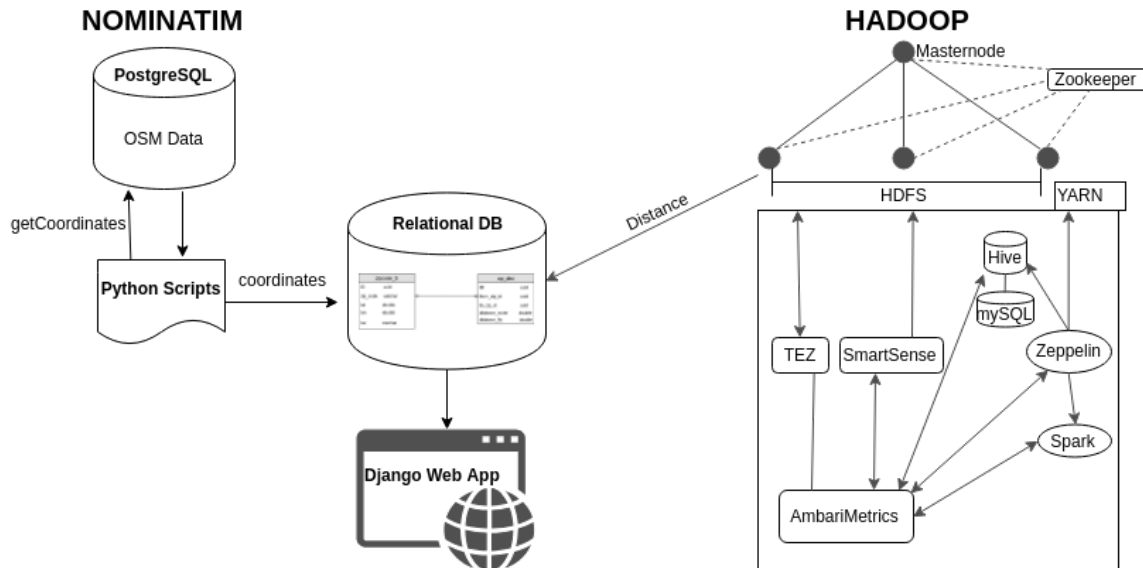 NOMINATIM
PostgreSQL
OSM Data
getCoordinates
Python Scripts
coordinates
Relational DB
Django Web App
Distance
HADOOP
Masternode
Zookeeper
HDFS
YARN
Hive
mySQL
TEZ
SmartSense
Zeppelin
Spark
AmbariMetrics